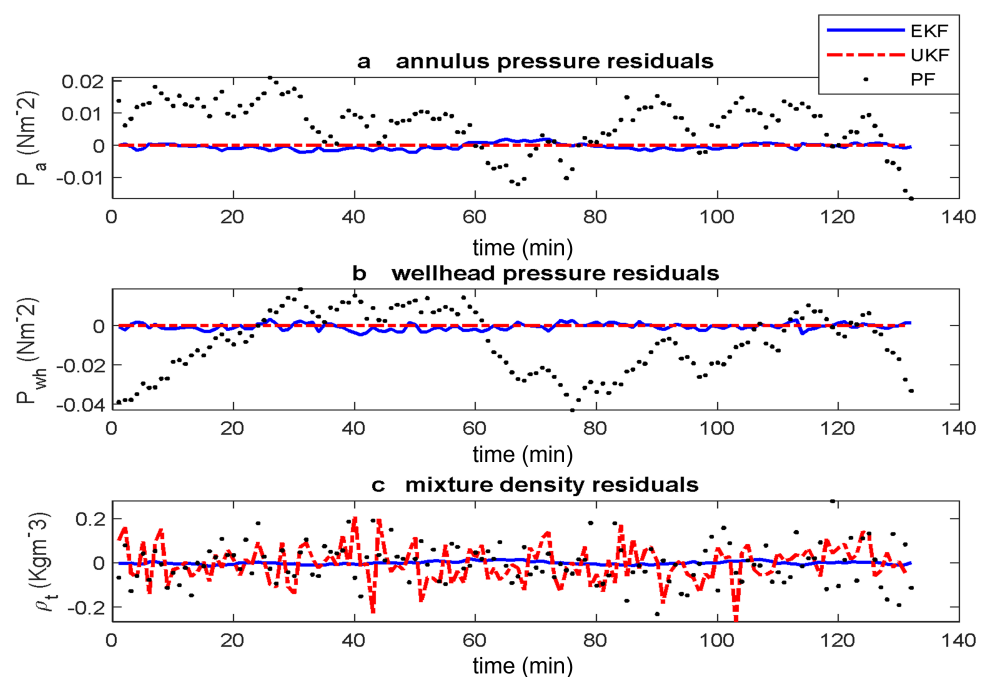 EKF
UKF
PF
a annulus pressure residuals
P_a (Nm^-2)
0.02
0.01
0
-0.01
0 20 40 60 80 100 120 140
time (min)
b wellhead pressure residuals
P_wh (Nm^-2)
0
-0.02
-0.04
0 20 40 60 80 100 120 140
time (min)
c mixture density residuals
ρ_t (Kgm^-3)
0.2
0
-0.2
0 20 40 60 80 100 120 140
time (min)